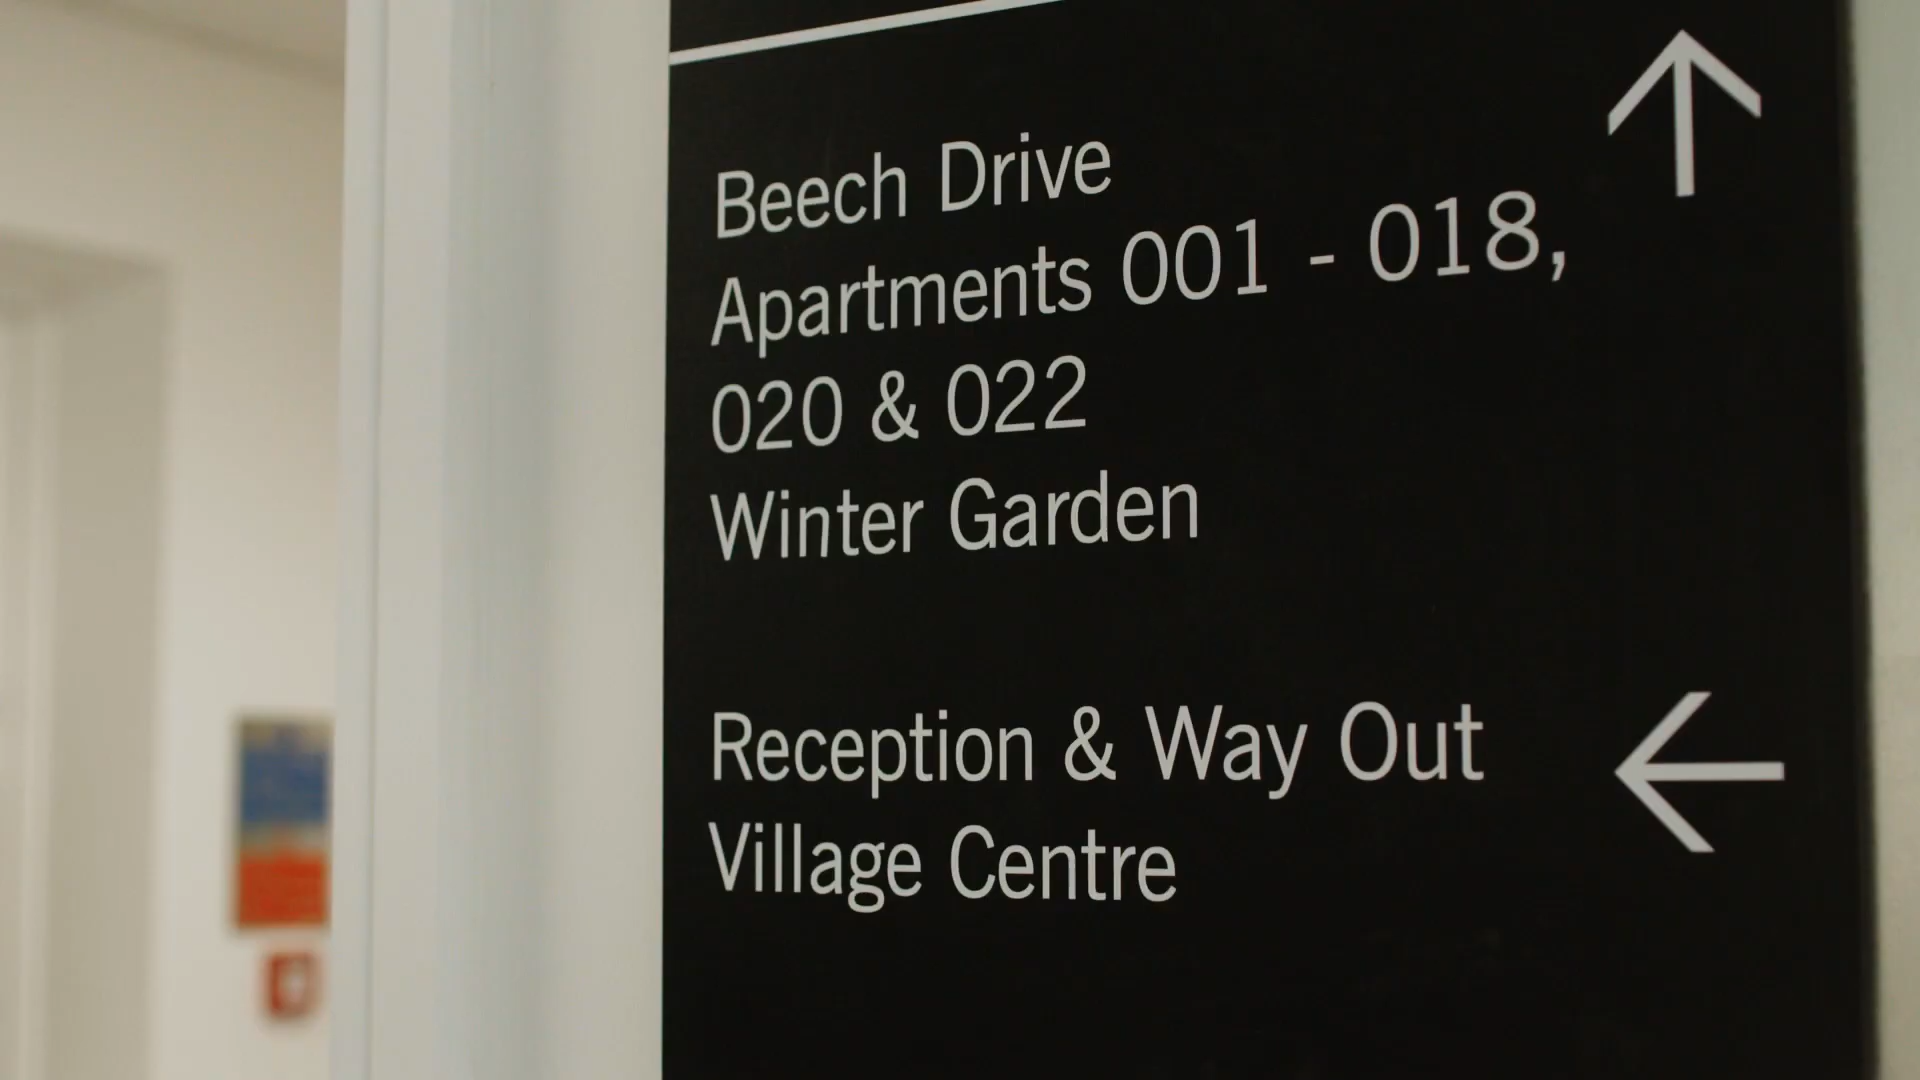 Beech Drive
Apartments 001 - 018,
020 & 022
Winter Garden
Reception & Way Out
Village Centre